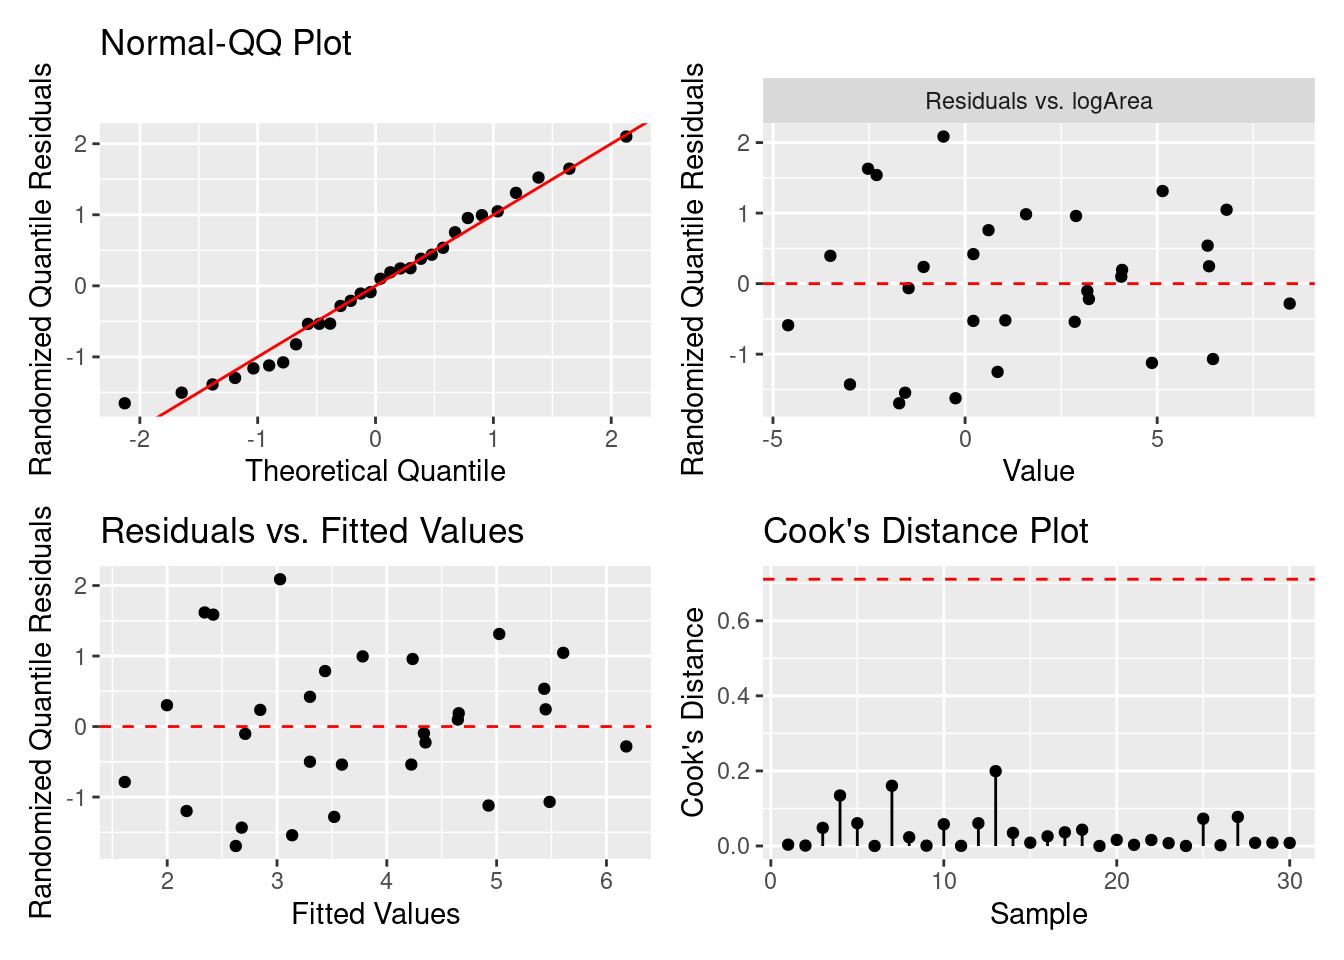 Normal-QQ Plot
Randomized Quantile Residuals
2
1
0
-1
-2
-1
0
1
2
Theoretical Quantile
Residuals vs. logArea
Randomized Quantile Residuals
2
1
0
-1
-5
0
5
Value
Residuals vs. Fitted Values
Randomized Quantile Residuals
2
1
0
-1
2
3
4
5
6
Fitted Values
Cook's Distance Plot
Cook's Distance
0.6
0.4
0.2
0.0
0
10
20
30
Sample